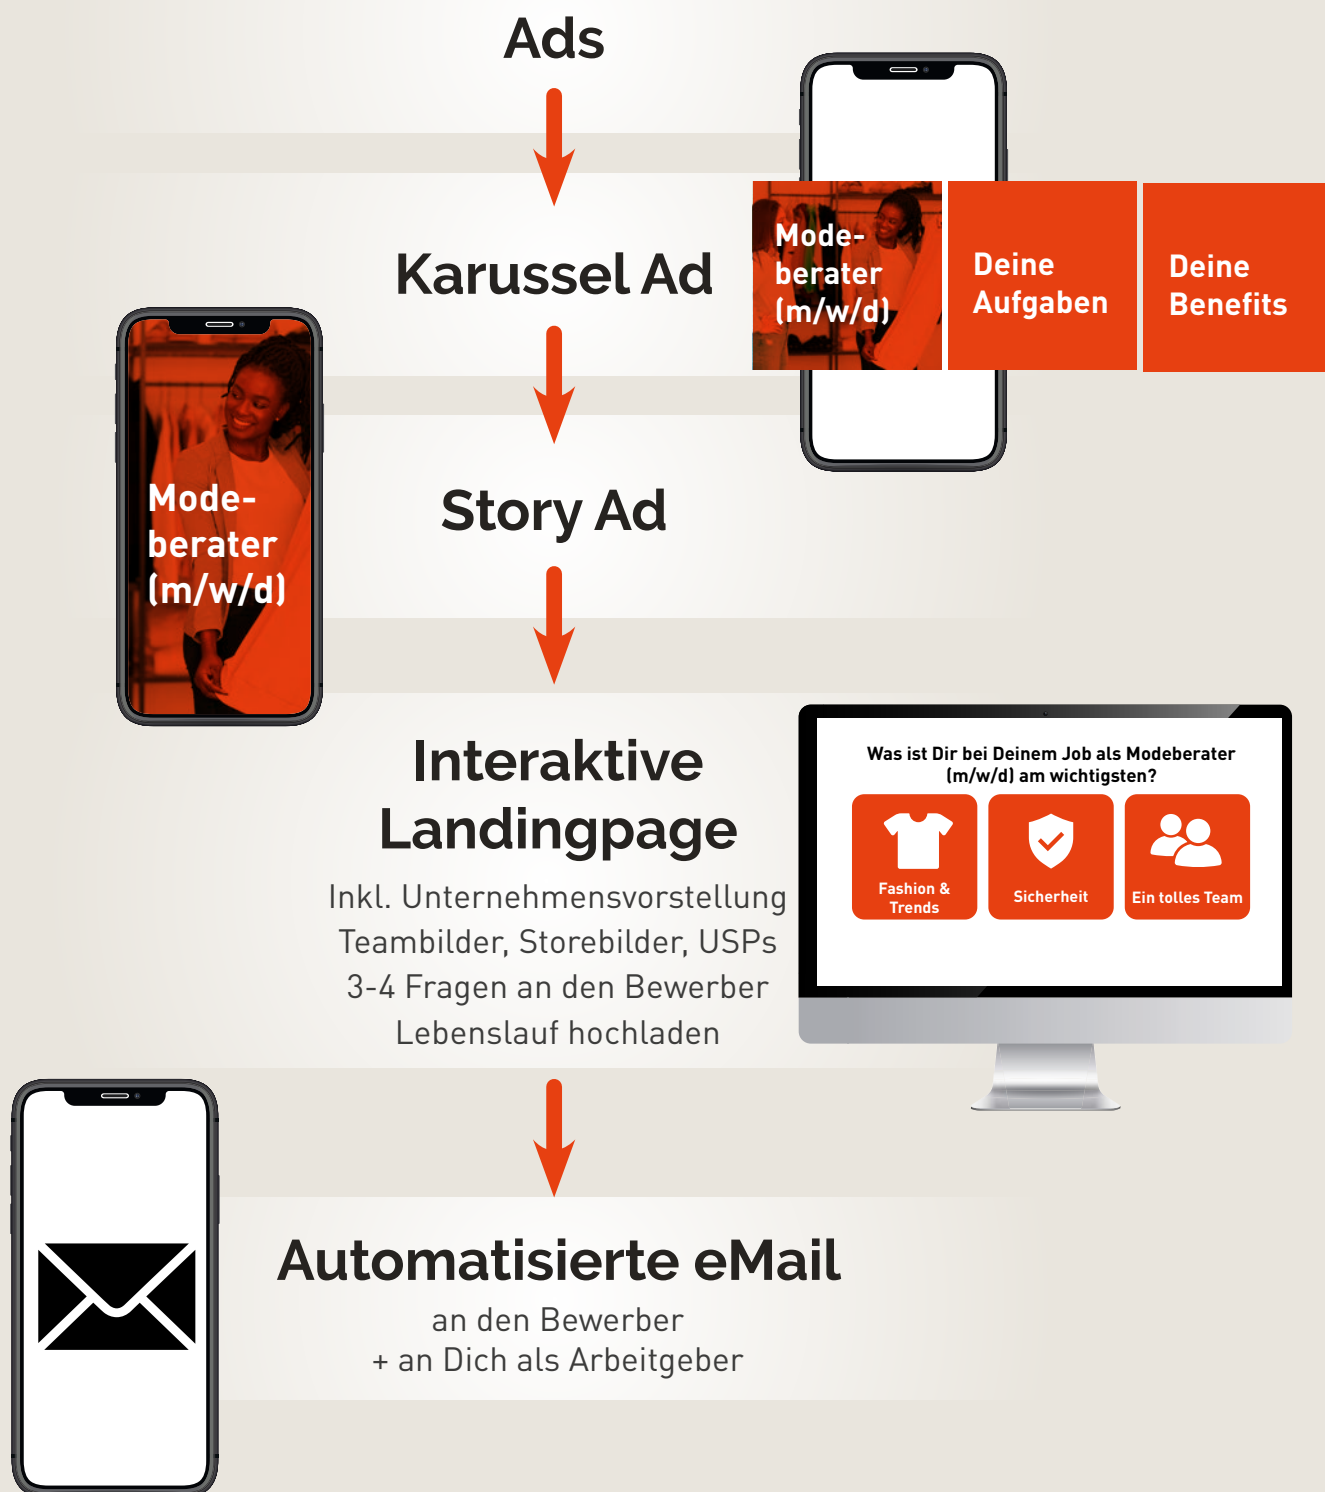 Ads
Karussel Ad
Mode-
berater
(m/w/d)
Deine
Aufgaben
Deine
Benefits
Story Ad
Mode-
berater
(m/w/d)
Interaktive
Landingpage
Inkl. Unternehmensvorstellung
Teambilder, Storebilder, USPs
3-4 Fragen an den Bewerber
Lebenslauf hochladen
Was ist Dir bei Deinem Job als Modeberater
(m/w/d) am wichtigsten?
Fashion &
Trends
Sicherheit
Ein tolles Team
Automatisierte eMail
an den Bewerber
+ an Dich als Arbeitgeber